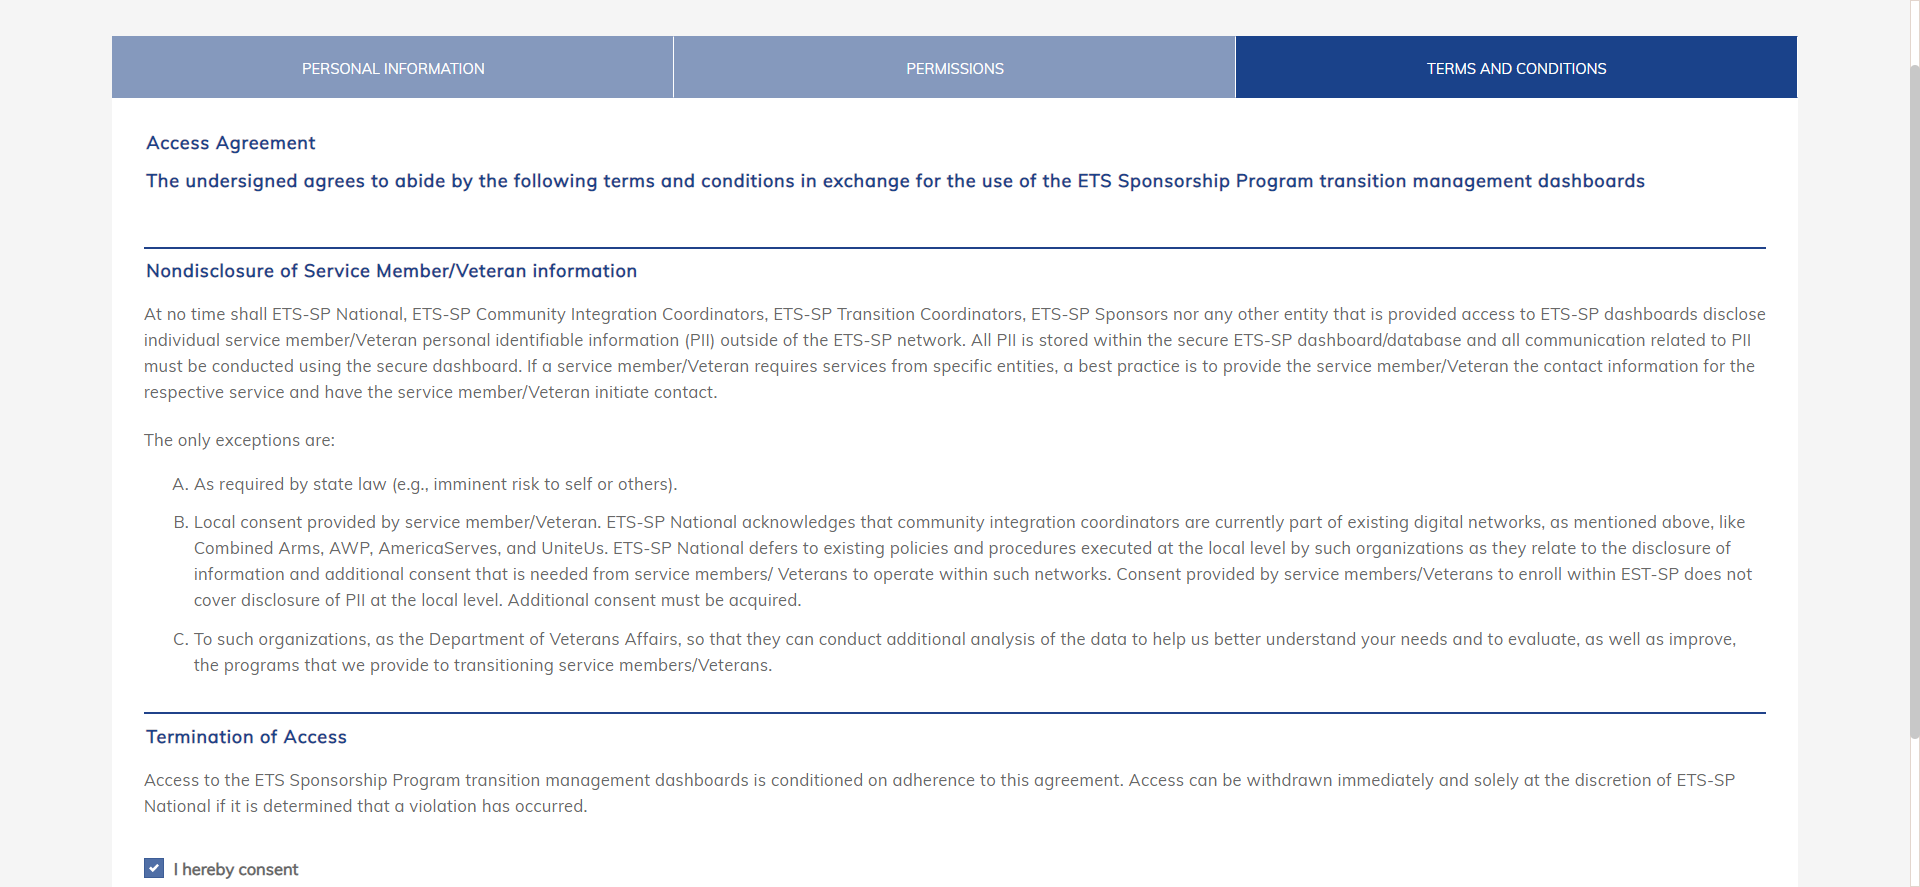 PERSONAL INFORMATION
PERMISSIONS
TERMS AND CONDITIONS
Access Agreement
The undersigned agrees to abide by the following terms and conditions in exchange for the use of the ETS Sponsorship Program transition management dashboards
Nondisclosure of Service Member/Veteran information
At no time shall ETS-SP National, ETS-SP Community Integration Coordinators, ETS-SP Transition Coordinators, ETS-SP Sponsors nor any other entity that is provided access to ETS-SP dashboards disclose
individual service member/Veteran personal identifiable information (PII) outside of the ETS-SP network. All PII is stored within the secure ETS-SP dashboard/database and all communication related to PII
must be conducted using the secure dashboard. If a service member/Veteran requires services from specific entities, a best practice is to provide the service member/Veteran the contact information for the
respective service and have the service member/Veteran initiate contact.
The only exceptions are:
A. As required by state law (e.g., imminent risk to self or others).
B. Local consent provided by service member/Veteran. ETS-SP National acknowledges that community integration coordinators are currently part of existing digital networks, as mentioned above, like
Combined Arms, AWP, AmericaServes, and UniteUs. ETS-SP National defers to existing policies and procedures executed at the local level by such organizations as they relate to the disclosure of
information and additional consent that is needed from service members/ Veterans to operate within such networks. Consent provided by service members/Veterans to enroll within EST-SP does not
cover disclosure of PII at the local level. Additional consent must be acquired.
C. To such organizations, as the Department of Veterans Affairs, so that they can conduct additional analysis of the data to help us better understand your needs and to evaluate, as well as improve,
the programs that we provide to transitioning service members/Veterans.
Termination of Access
Access to the ETS Sponsorship Program transition management dashboards is conditioned on adherence to this agreement. Access can be withdrawn immediately and solely at the discretion of ETS-SP
National if it is determined that a violation has occurred.
I hereby consent